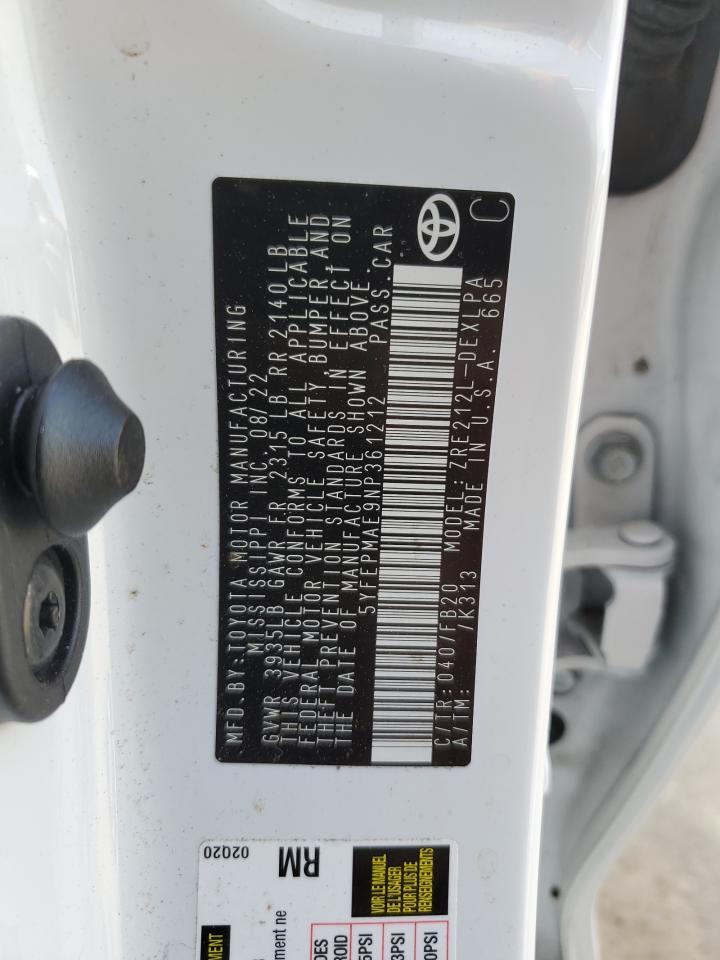 MFD.BY:TOYOTA MOTOR MANUFACTURING
MISSISSIPPI INC. 08/22
GVWR 3935LB GAWR FR 2315 LB RR 2140LB
THIS VEHICLE CONFORMS TO ALL APPLICABLE
FEDERAL MOTOR VEHICLE SAFETY BUMPER, AND
THEFT PREVENTION STANDARDS IN EFFECT ON
THE DATE OF MANUFACTURE SHOWN ABOVE.
5YFEPMAE9NP361212 PASS.CAR
C/TR: 040/FB20 MODEL: ZRE212L-DEXLPA
A/TM: /K313 MADE IN U.S.A. 665
C
02Q20
RM
VOIR LE MANUEL
DE L'USAGER
POUR PLUS DE
RENSEIGNEMENTS